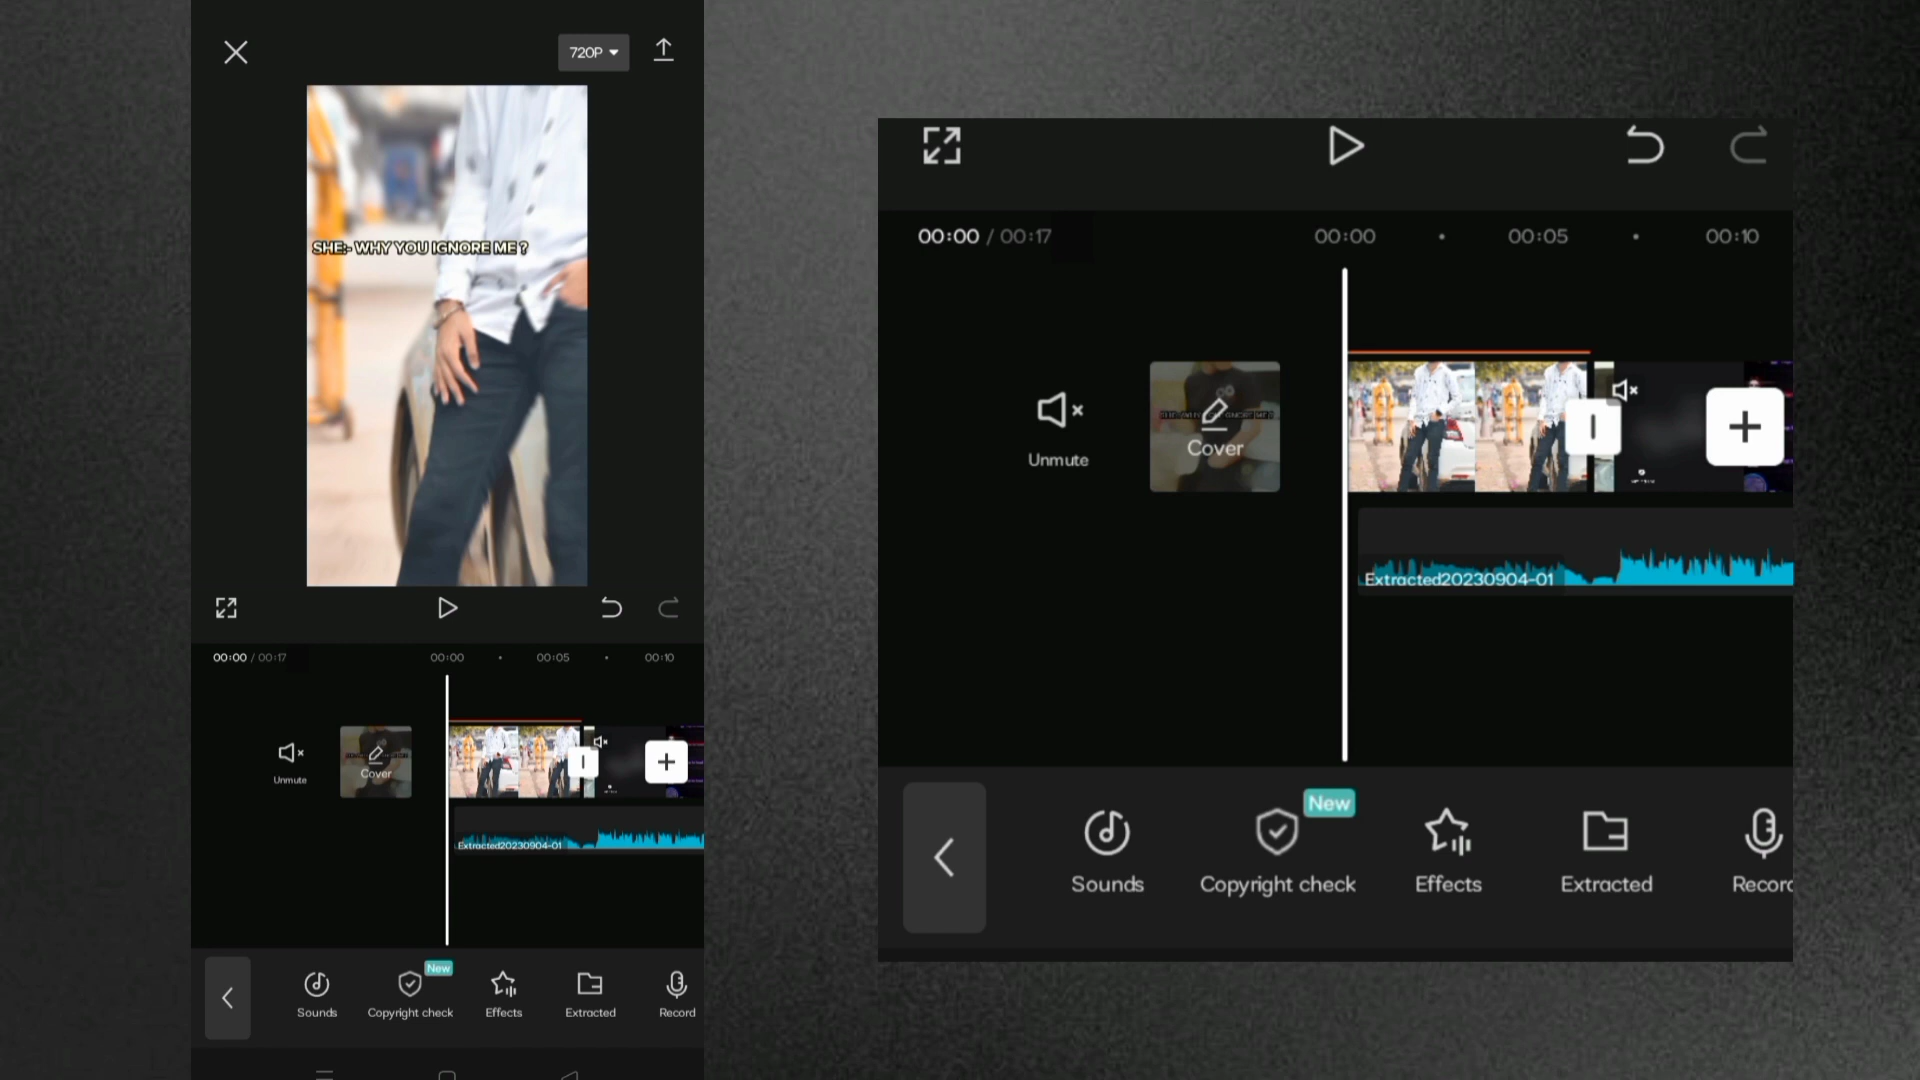 720P
SHE:- WHY YOU IGNORE ME ?
00:00 / 00:17 00:00 00:05 00:10
Unmute
Cover
Extracted20230904-01
New
Sounds Copyright check Effects Extracted Record
00:00 / 00:17 00:00 00:05 00:10
Unmute
Cover
Extracted20230904-01
New
Sounds Copyright check Effects Extracted Record